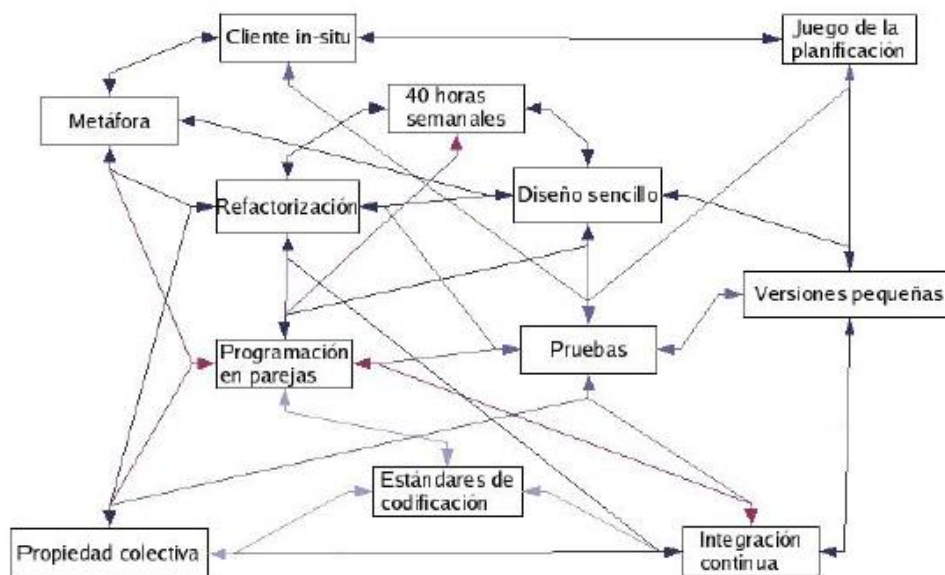 Cliente in-situ
Juego de la
planificación
40 horas
semanales
Metáfora
Refactorización
Diseño sencillo
Versiones pequeñas
Programación
en parejas
Pruebas
Estándares de
codificación
Propiedad colectiva
Integración
continua